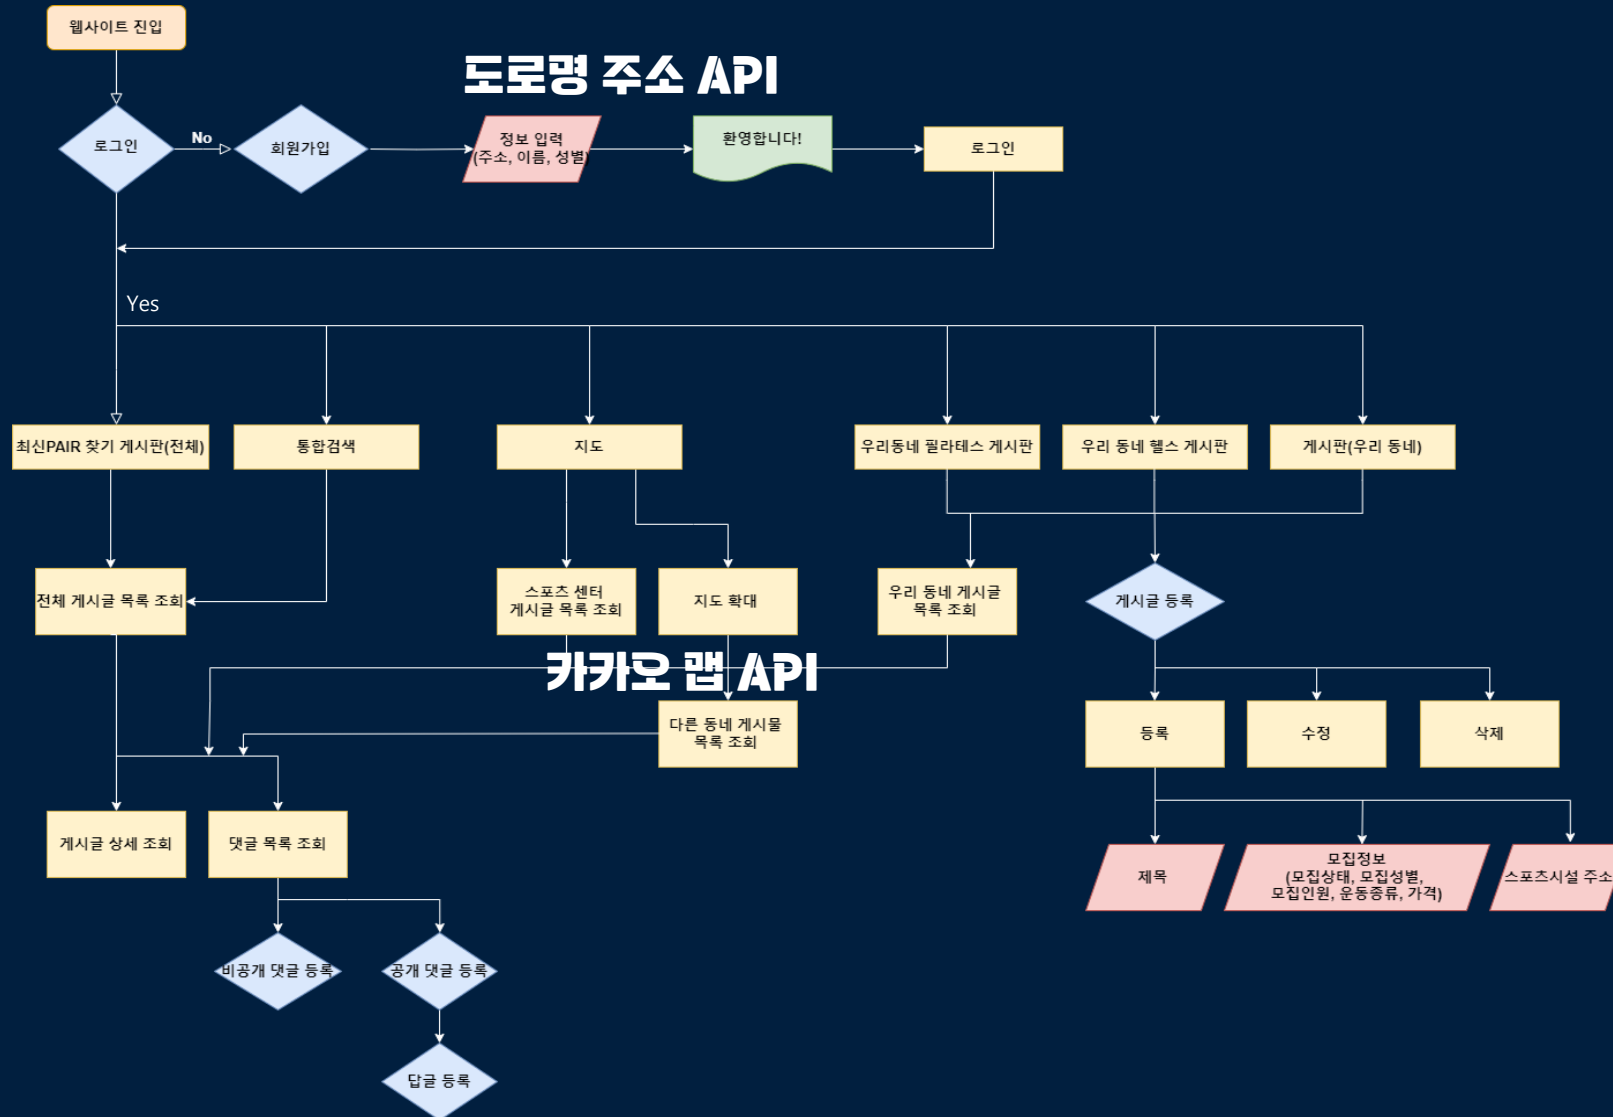 웹사이트 진입
도로명 주소 API
로그인
No
회원가입
정보 입력
(주소, 이름, 성별)
환영합니다!
로그인
Yes
최신PAIR 찾기 게시판(전체)
통합검색
지도
우리동네 필라테스 게시판
우리 동네 헬스 게시판
게시판(우리 동네)
전체 게시글 목록 조회
스포츠 센터
게시글 목록 조회
지도 확대
우리 동네 게시글
목록 조회
게시글 등록
카카오 맵 API
다른 동네 게시물
목록 조회
등록
수정
삭제
게시글 상세 조회
댓글 목록 조회
제목
모집정보
(모집상태, 모집성별,
모집인원, 운동종류, 가격)
스포츠시설 주소
비공개 댓글 등록
공개 댓글 등록
답글 등록